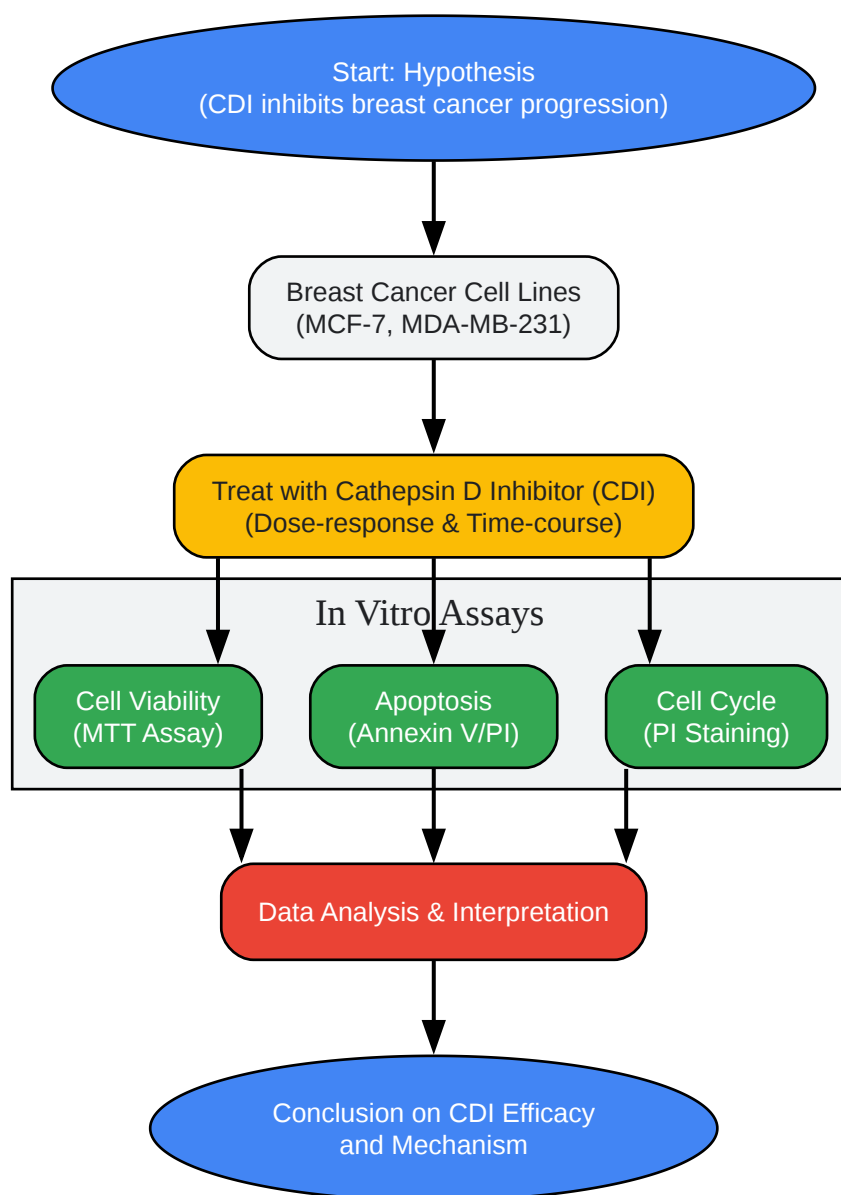 Start: Hypothesis
(CDI inhibits breast cancer progression)
Breast Cancer Cell Lines
(MCF-7, MDA-MB-231)
Treat with Cathepsin D Inhibitor (CDI)
(Dose-response & Time-course)
In Vitro Assays
Cell Viability
(MTT Assay)
Apoptosis
(Annexin V/PI)
Cell Cycle
(PI Staining)
Data Analysis & Interpretation
Conclusion on CDI Efficacy
and Mechanism